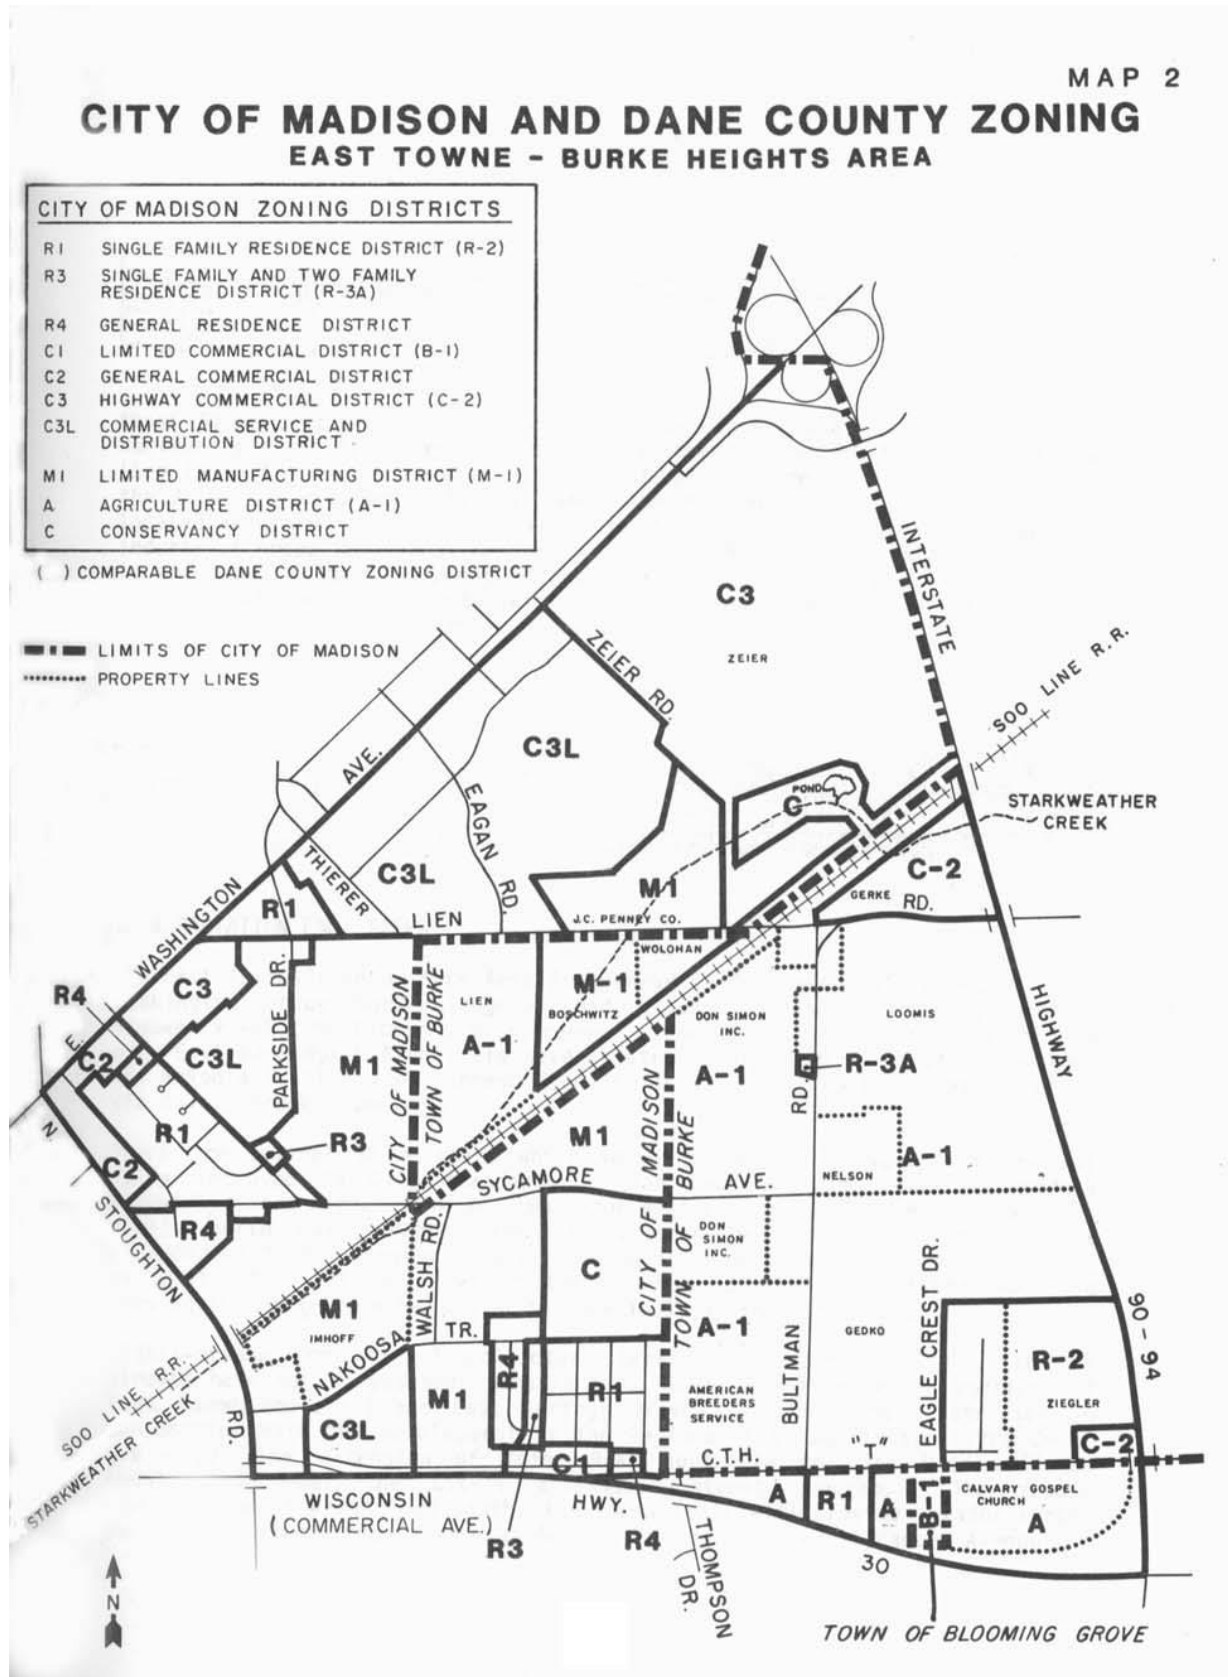 MAP 2
CITY OF MADISON AND DANE COUNTY ZONING
EAST TOWNE - BURKE HEIGHTS AREA
CITY OF MADISON ZONING DISTRICTS
R1 SINGLE FAMILY RESIDENCE DISTRICT (R-2)
R3 SINGLE FAMILY AND TWO FAMILY
RESIDENCE DISTRICT (R-3A)
R4 GENERAL RESIDENCE DISTRICT
C1 LIMITED COMMERCIAL DISTRICT (B-1)
C2 GENERAL COMMERCIAL DISTRICT
C3 HIGHWAY COMMERCIAL DISTRICT (C-2)
C3L COMMERCIAL SERVICE AND
DISTRIBUTION DISTRICT
M1 LIMITED MANUFACTURING DISTRICT (M-1)
A AGRICULTURE DISTRICT (A-1)
C CONSERVANCY DISTRICT
( ) COMPARABLE DANE COUNTY ZONING DISTRICT
LIMITS OF CITY OF MADISON
PROPERTY LINES
INTERSTATE
C3
ZEIER
ZEIER RD.
SOO LINE R.R.
C3L
AVE.
EAGAN RD.
POND
C
STARKWEATHER
CREEK
THIERER
C3L
M1
C-2
GERKE RD.
R1
LIEN
J.C. PENNEY CO.
WASHINGTON
WOLOHAN
R4
C3
PARKSIDE DR.
CITY OF MADISON
TOWN OF BURKE
LIEN
M-1
BOSCHWITZ
DON SIMON
INC.
LOOMIS
HIGHWAY
E.
C2
C3L
M1
A-1
A-1
R-3A
RD.
N.
R1
R3
M1
CITY OF MADISON
TOWN OF BURKE
A-1
NELSON
C2
SYCAMORE AVE.
STOUGHTON
R4
WALSH RD.
DON
SIMON
INC.
C
EAGLE CREST DR.
90-94
M1
IMHOFF
NAKOOSA TR.
A-1
GEDKO
BULTMAN
R-2
ZIEGLER
SOO LINE R.R.
STARKWEATHER CREEK
RD.
C3L
M1
R4
R1
AMERICAN
BREEDERS
SERVICE
C-2
C1
C.T.H. "T"
WISCONSIN HWY.
(COMMERCIAL AVE.)
A
R1
A
B-1
CALVARY GOSPEL
CHURCH
A
R3
R4
THOMPSON
DR.
30
N
TOWN OF BLOOMING GROVE